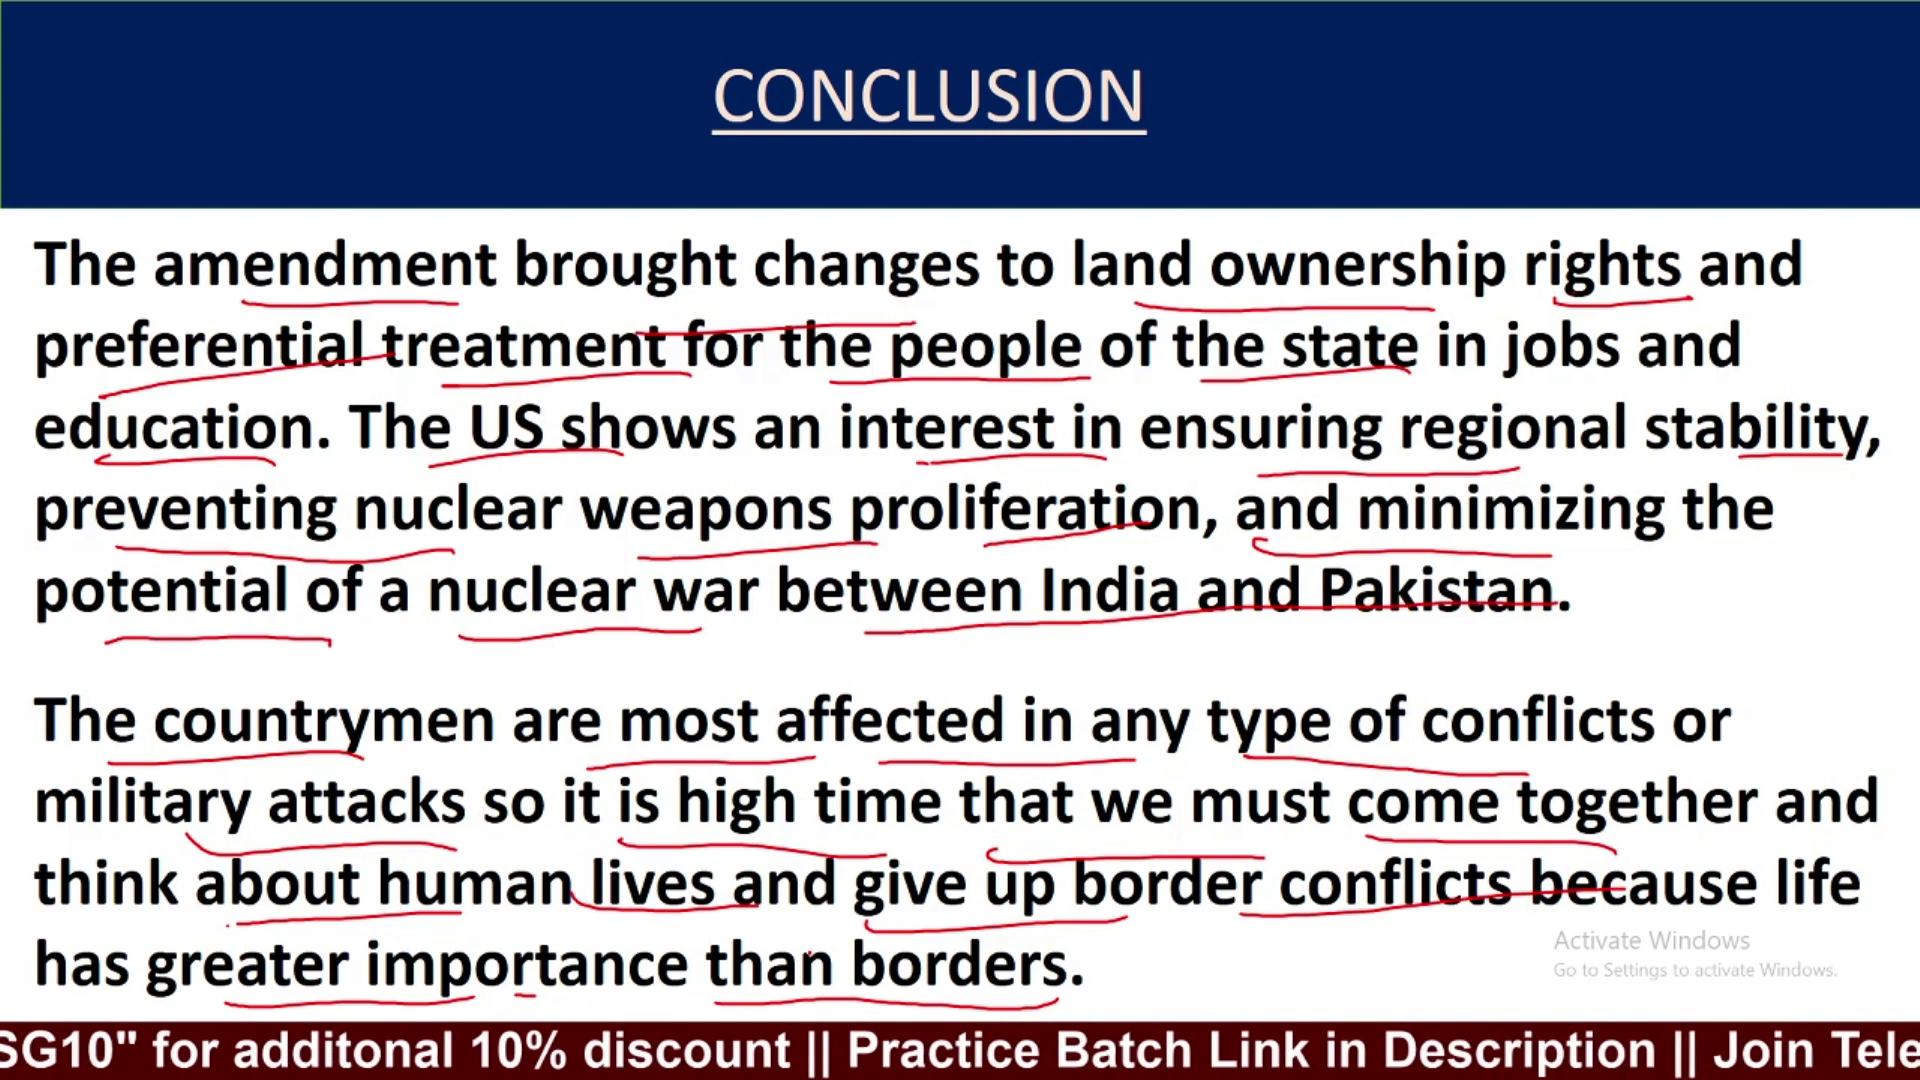 CONCLUSION
The amendment brought changes to land ownership rights and
preferential treatment for the people of the state in jobs and
education. The US shows an interest in ensuring regional stability,
preventing nuclear weapons proliferation, and minimizing the
potential of a nuclear war between India and Pakistan.
The countrymen are most affected in any type of conflicts or
military attacks so it is high time that we must come together and
think about human lives and give up border conflicts because life
has greater importance than borders.
Activate Windows
Go to Settings to activate Windows.
SG10" for additonal 10% discount || Practice Batch Link in Description || Join Tele